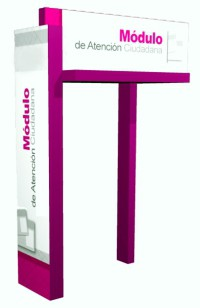 Módulo
de Atención Ciudadana
Módulo
de Atención Ciudadana